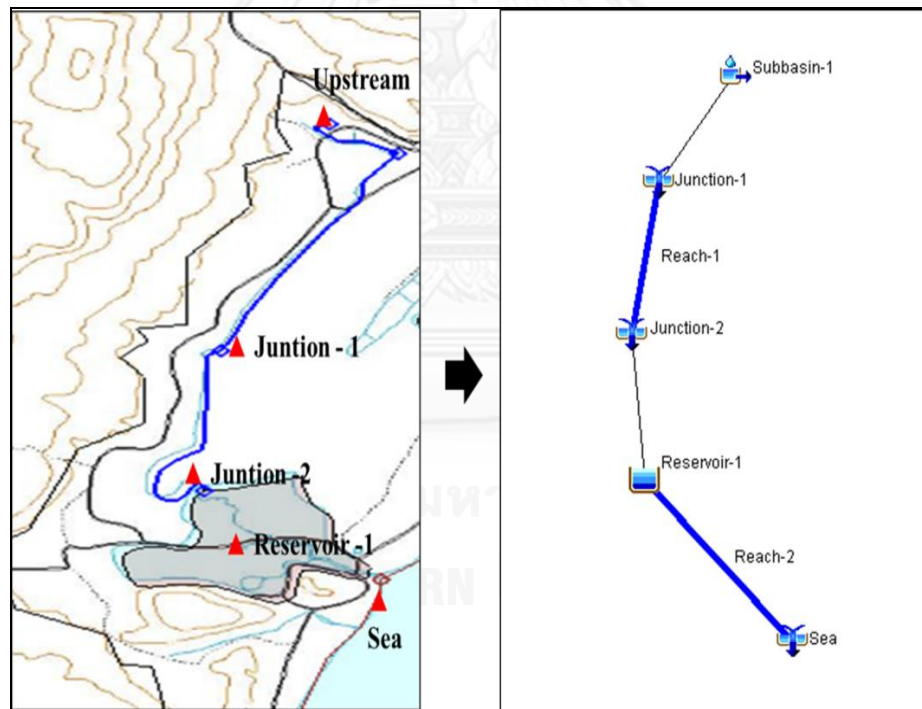 Upstream
Juntion - 1
Juntion -2
Reservoir -1
Sea
Subbasin-1
Junction-1
Reach-1
Junction-2
Reservoir-1
Reach-2
Sea